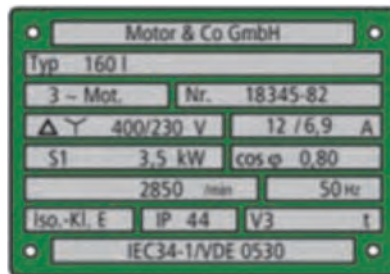 Motor & Co GmbH
Typ 160 l
3 ~ Mot. Nr. 18345-82
Δ Y 400/230 V 12 / 6,9 A
S1 3,5 kW cos φ 0,80
2850 /min 50 Hz
Iso.-Kl. E IP 44 V3 t
IEC34-1/VDE 0530